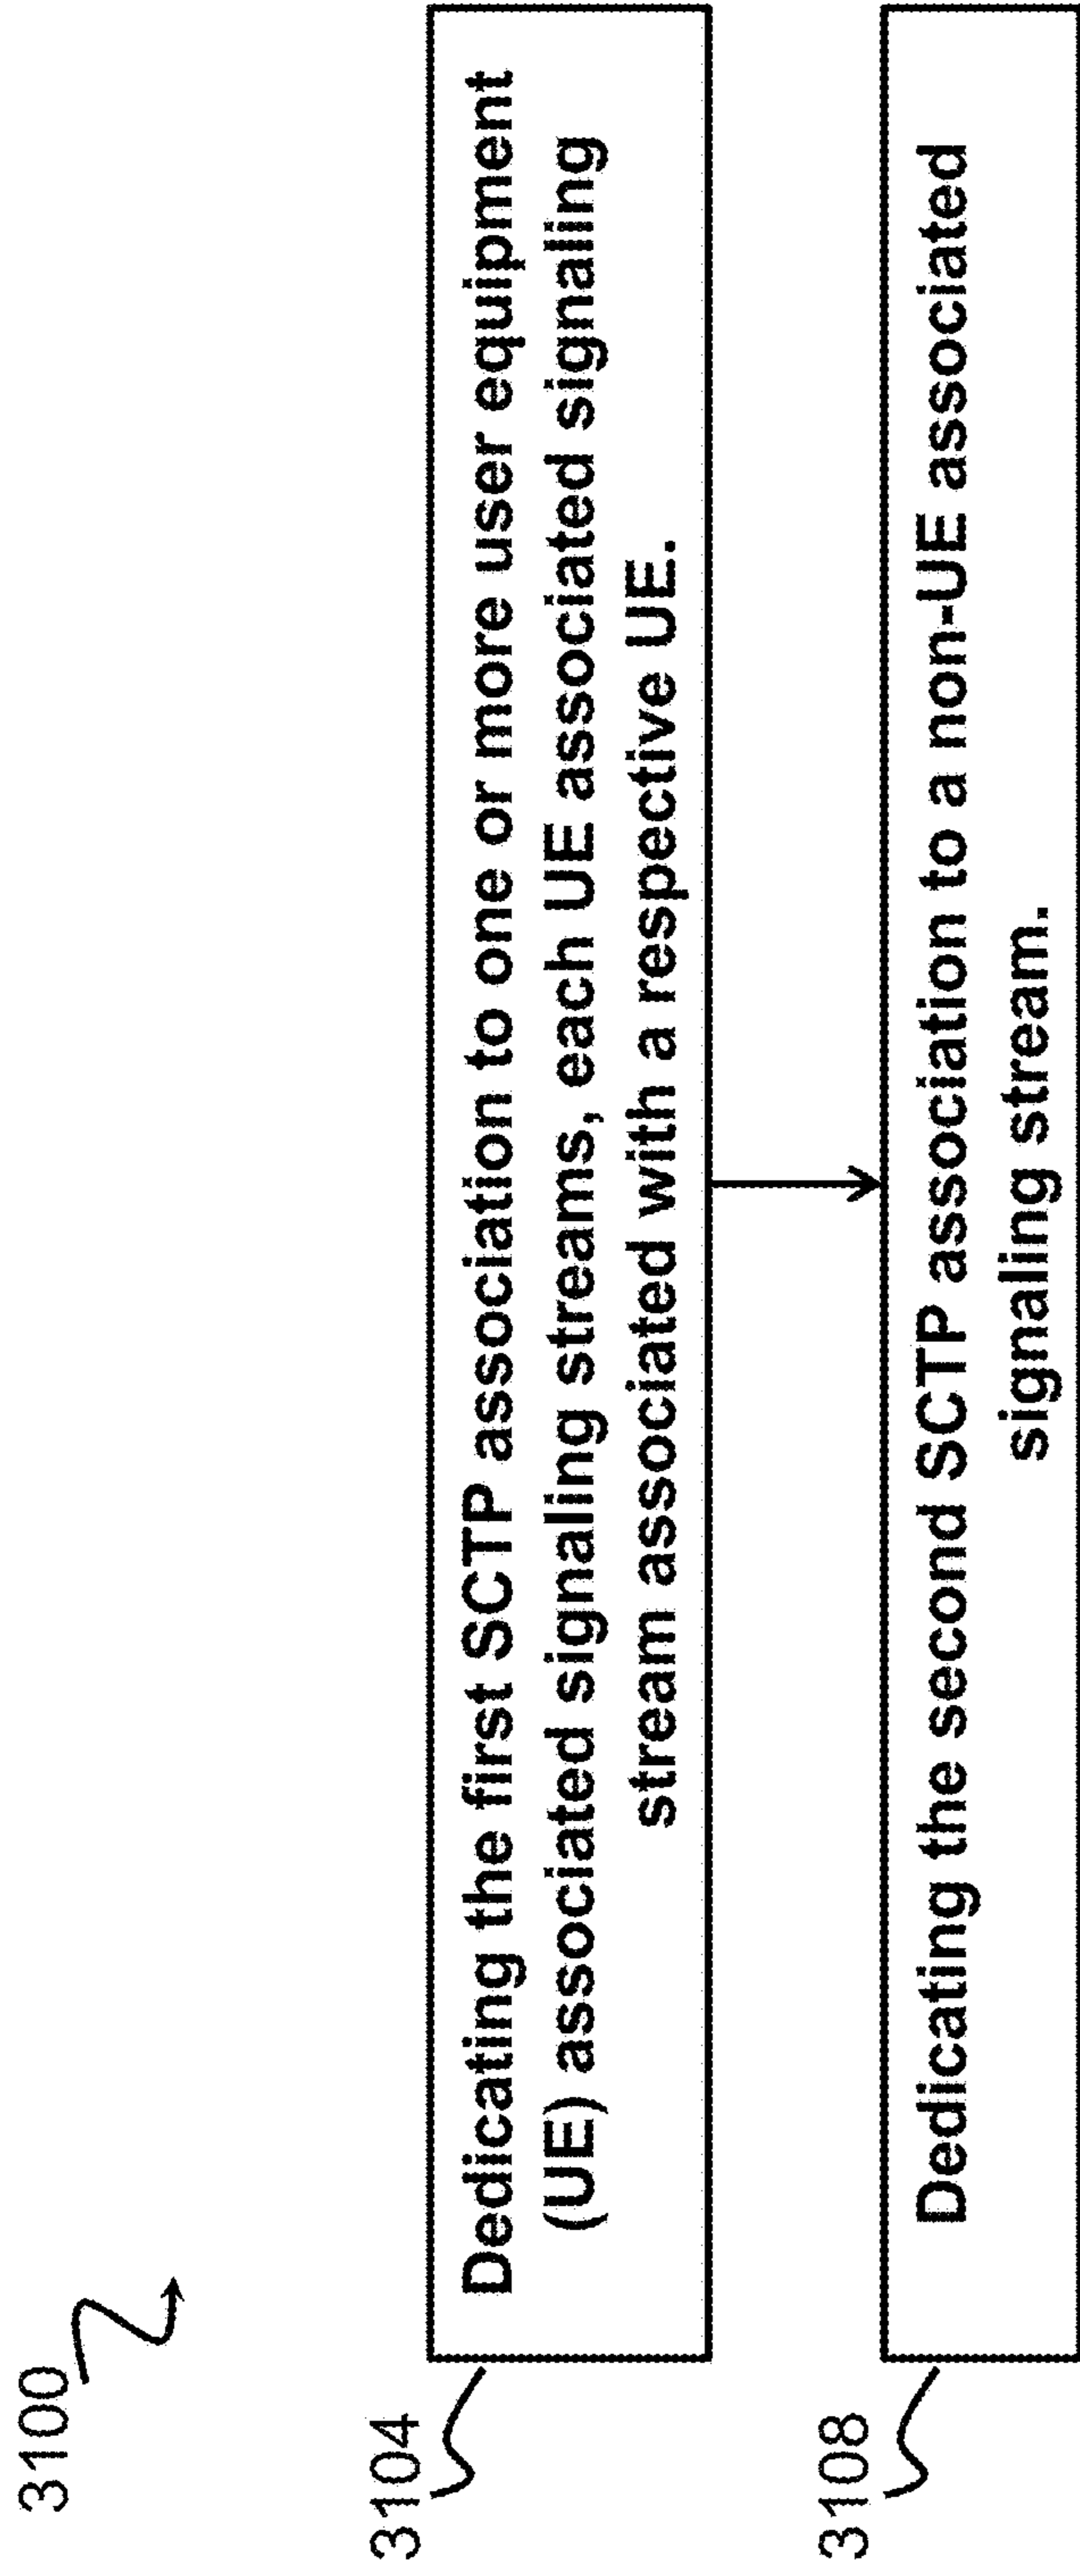 3100
3104
Dedicating the first SCTP association to one or more user equipment
(UE) associated signaling streams, each UE associated signaling
stream associated with a respective UE.
3108
Dedicating the second SCTP association to a non-UE associated
signaling stream.